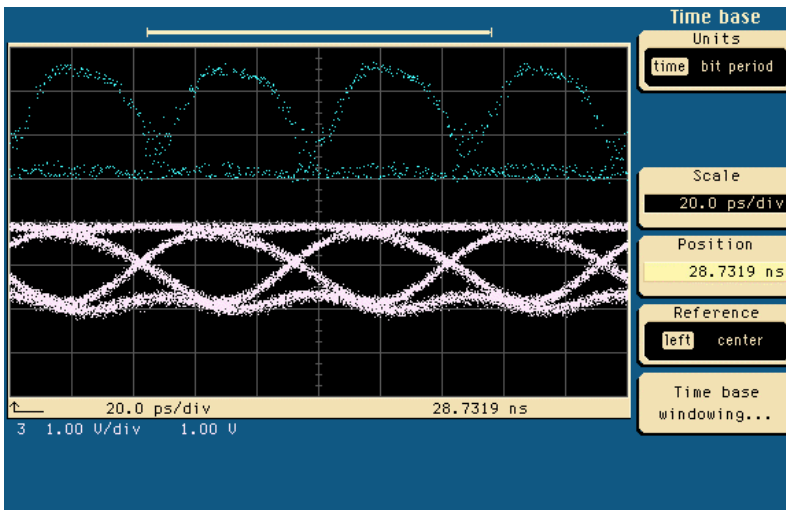 Time base
Units
time bit period
Scale
20.0 ps/div
Position
28.7319 ns
Reference
left center
Time base
windowing...
20.0 ps/div 28.7319 ns
3 1.00 V/div 1.00 V